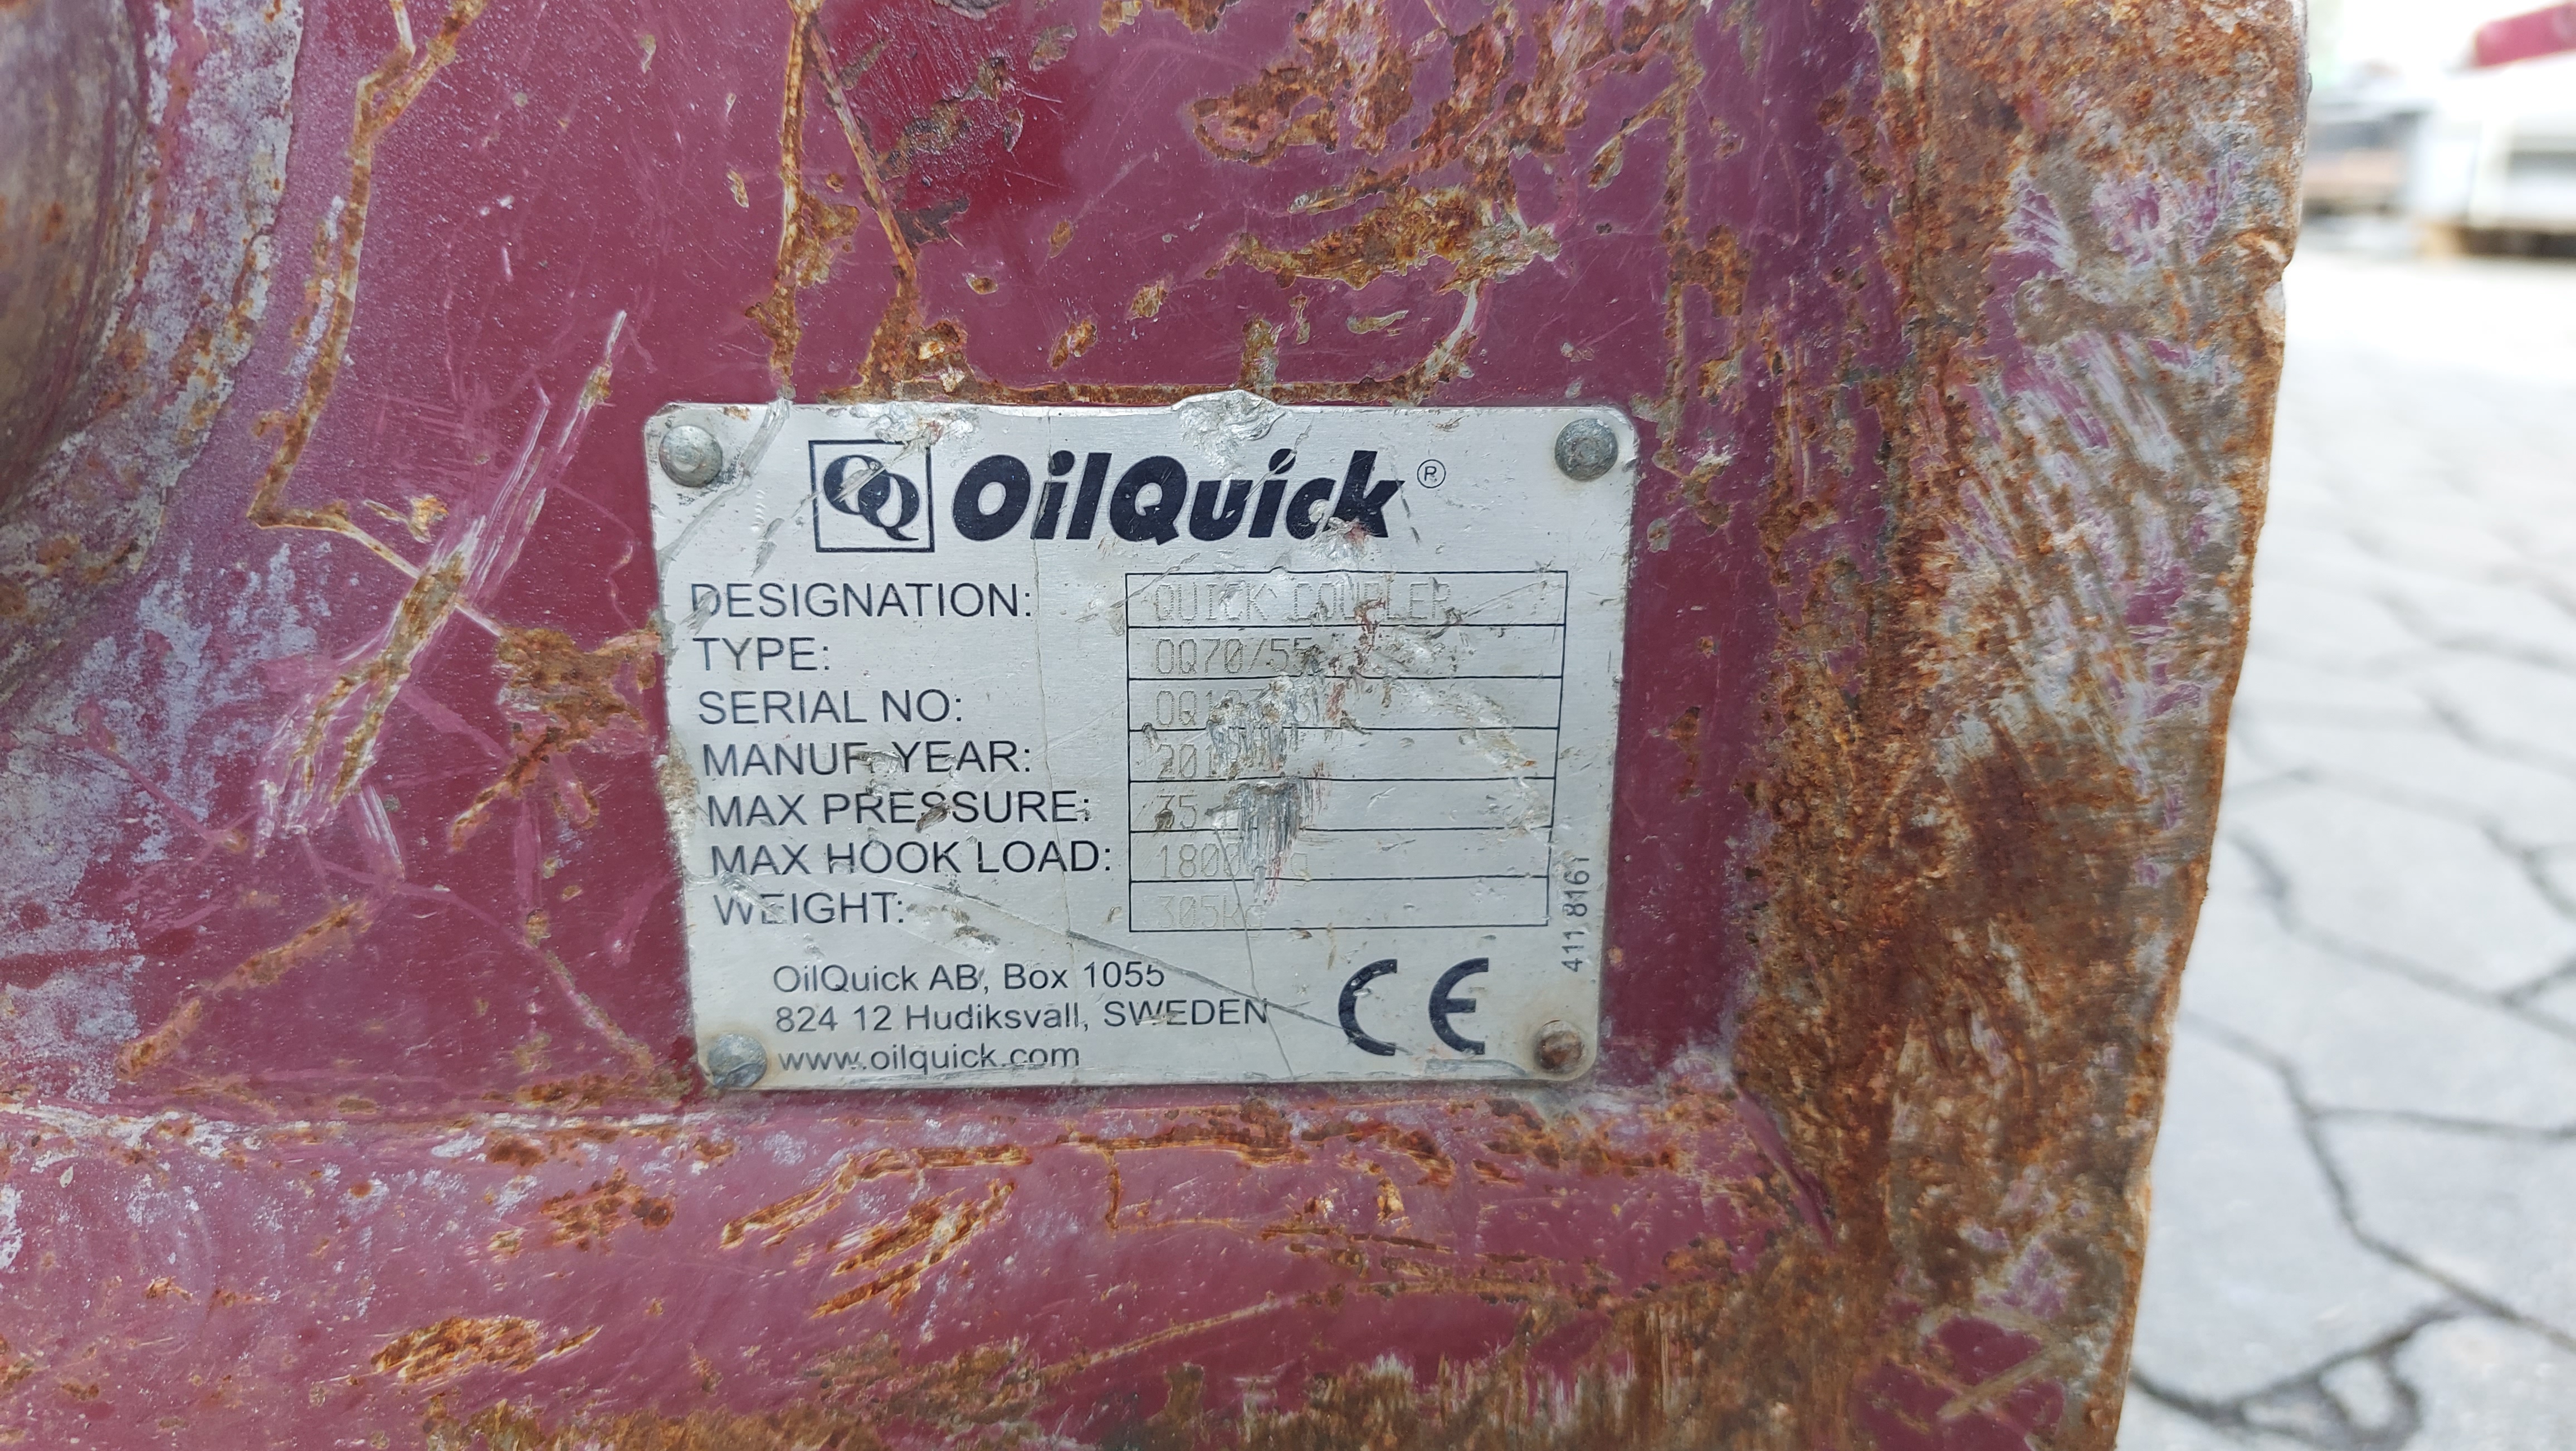 QQ OilQuick ®
DESIGNATION: QUICK COUPLER
TYPE: OQ70/55
SERIAL NO:
MANUF YEAR:
MAX PRESSURE:
MAX HOOK LOAD:
WEIGHT: 305KG
OilQuick AB, Box 1055
824 12 Hudiksvall, SWEDEN
www.oilquick.com
CE
411 8161